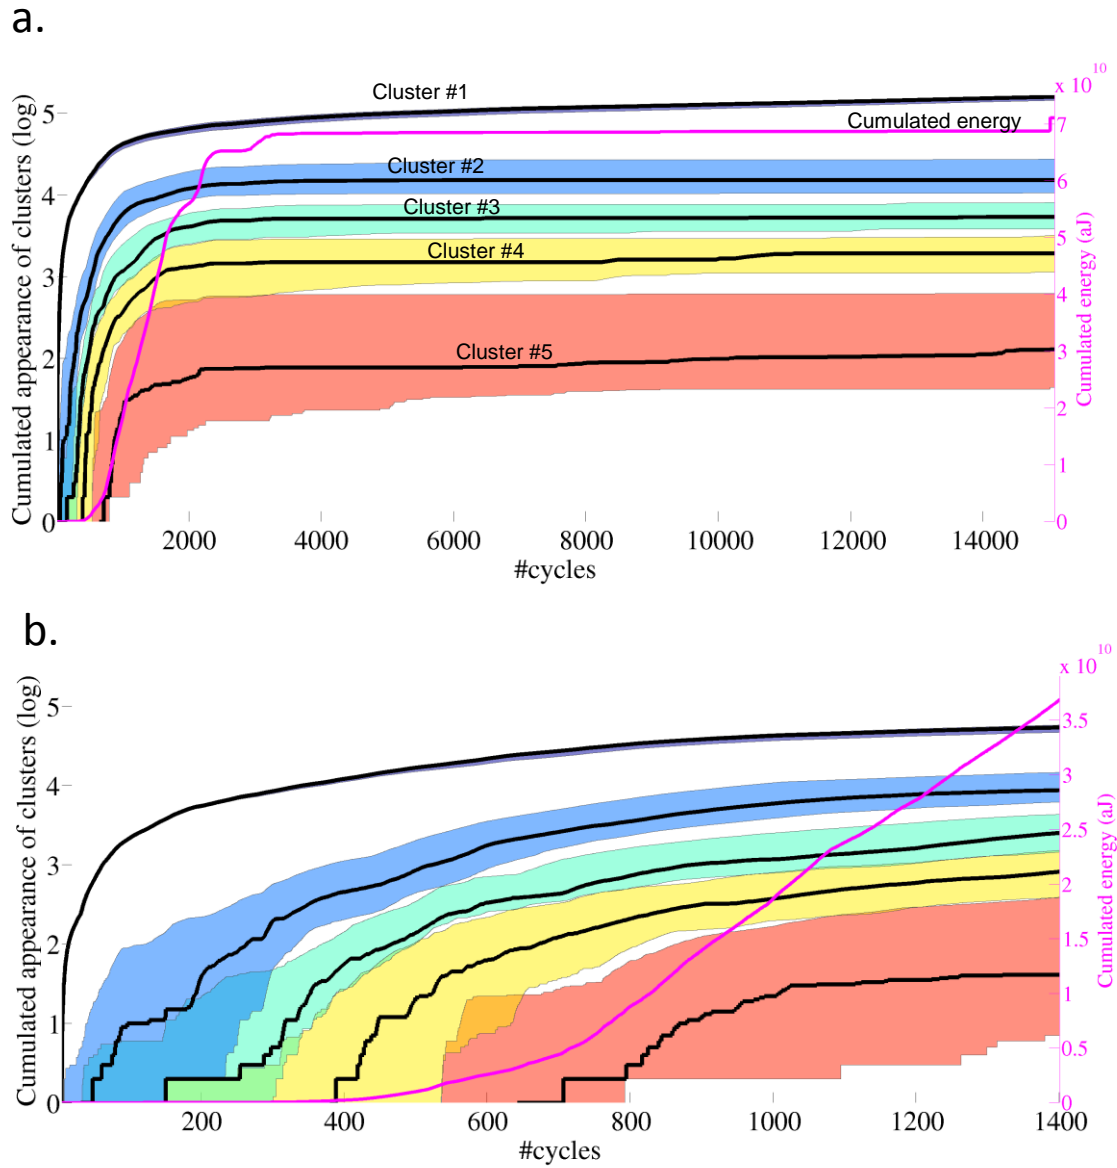 a.
x 10^10
Cumulated appearance of clusters (log)
5
4
3
2
1
0
Cluster #1
Cumulated energy
Cluster #2
Cluster #3
Cluster #4
Cluster #5
7
6
5
4
3
2
1
0
Cumulated energy (aJ)
2000 4000 6000 8000 10000 12000 14000
#cycles
b.
x 10^10
Cumulated appearance of clusters (log)
5
4
3
2
1
0
3.5
3
2.5
2
1.5
1
0.5
0
Cumulated energy (aJ)
200 400 600 800 1000 1200 1400
#cycles